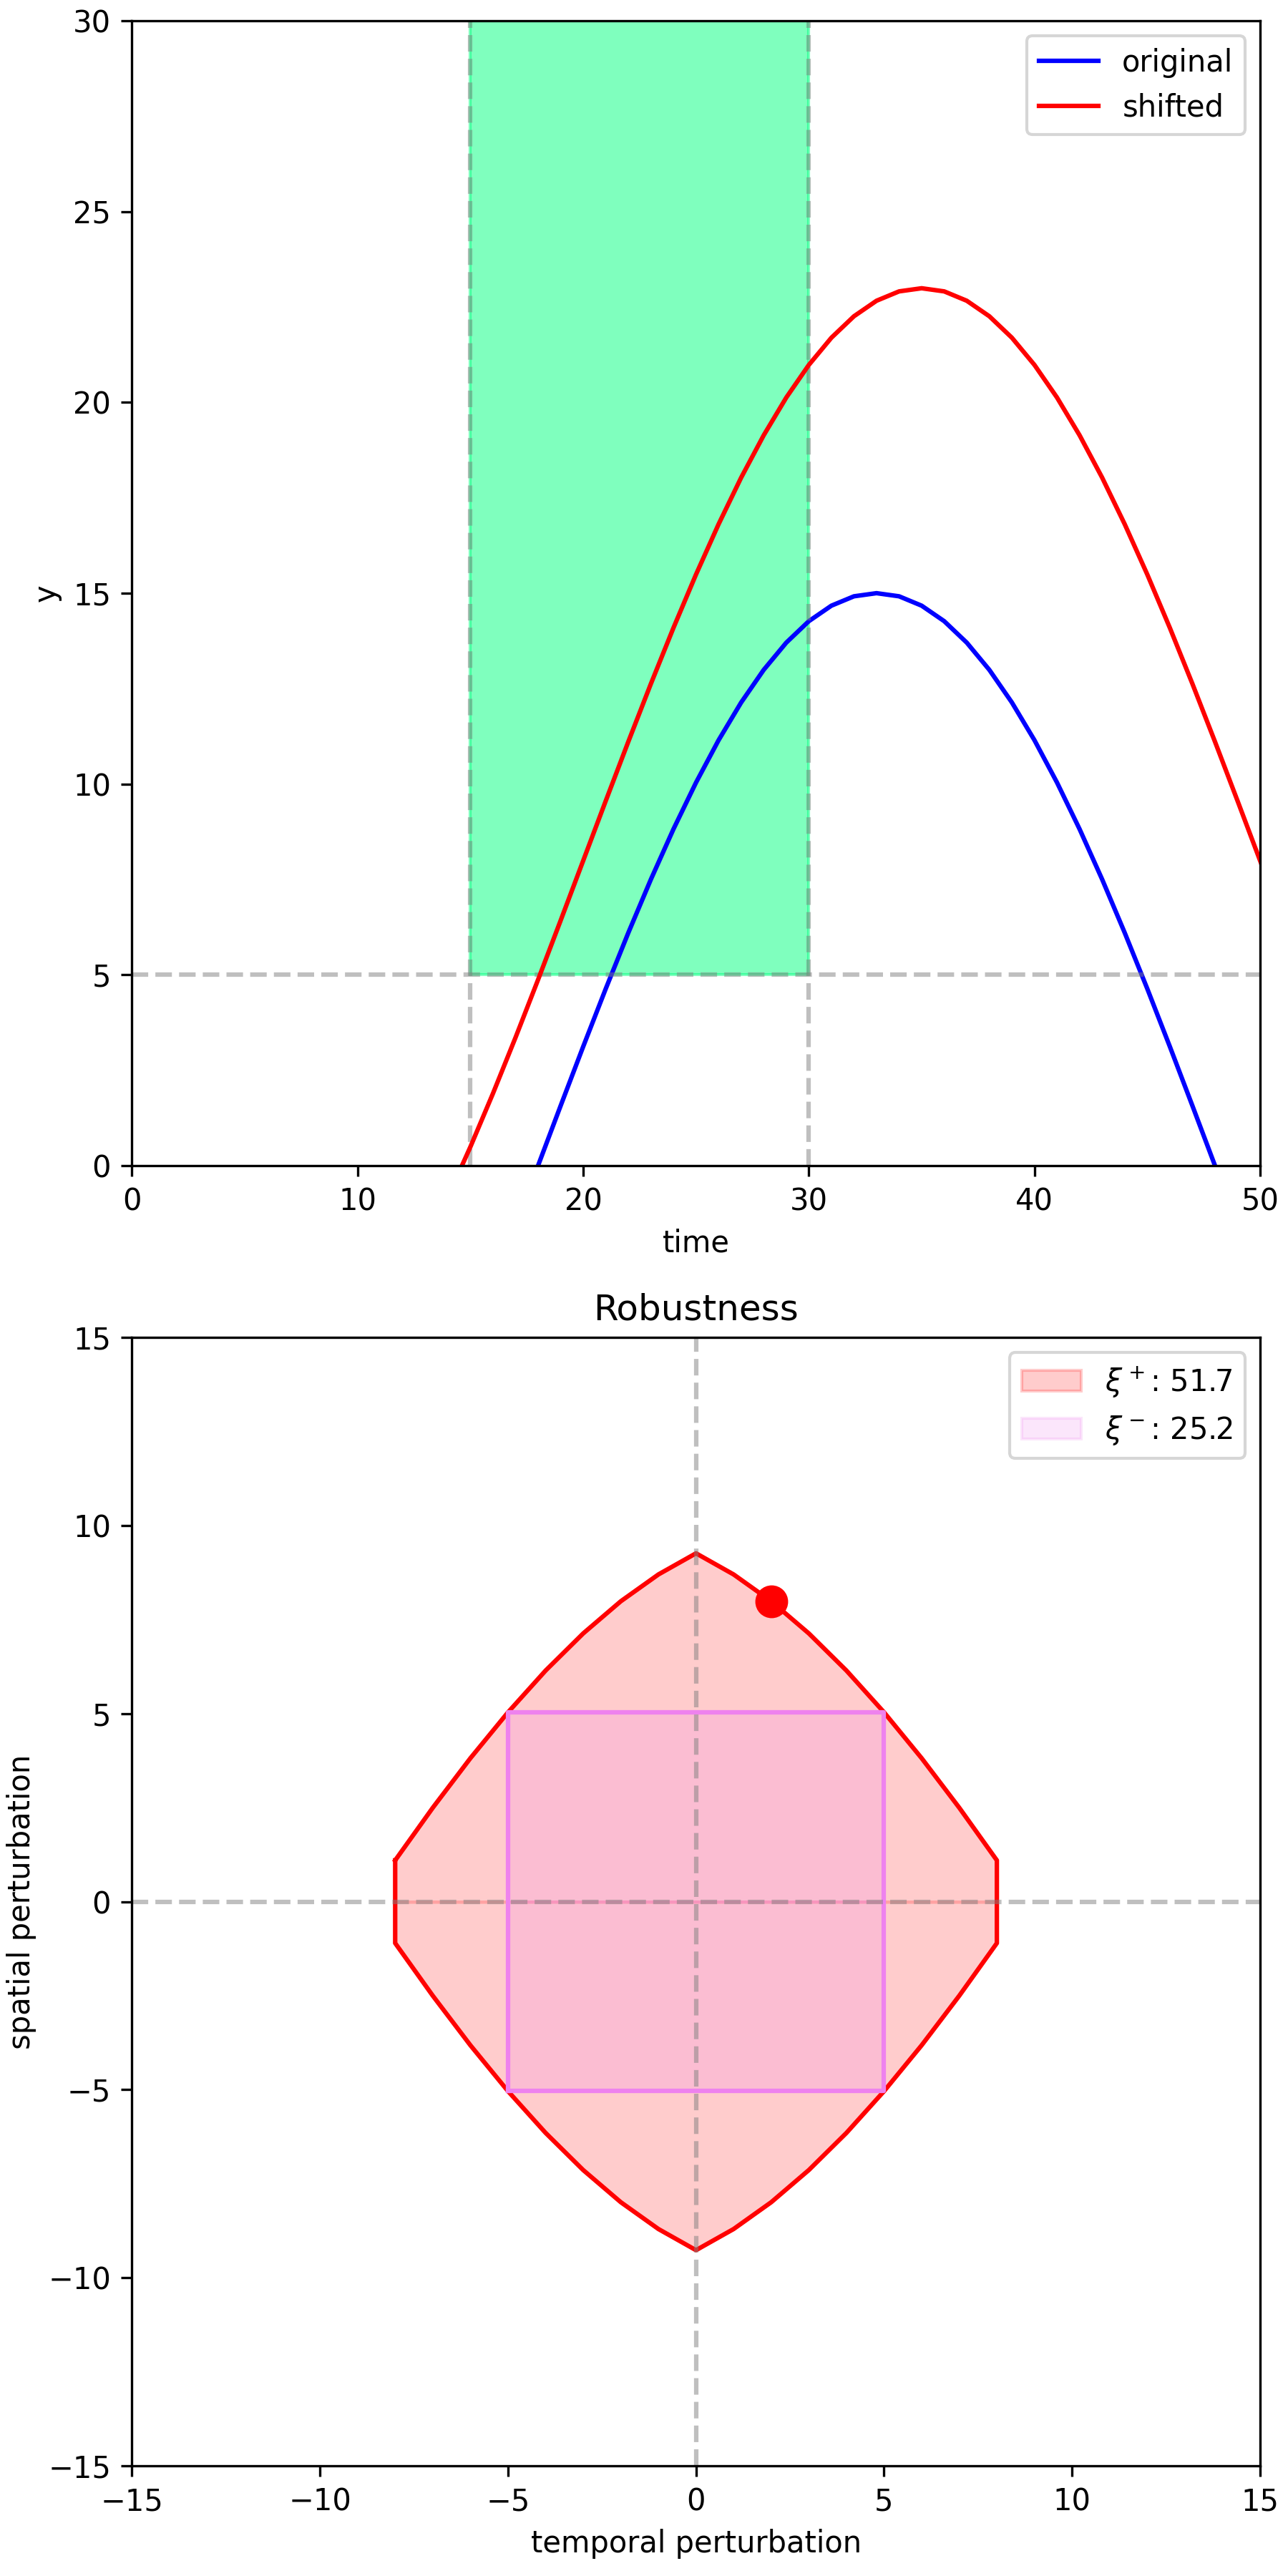 30
25
20
15
10
5
0
y
0 10 20 30 40 50
time
original
shifted
Robustness
15
10
5
0
−5
−10
−15
spatial perturbation
−15 −10 −5 0 5 10 15
temporal perturbation
ξ⁺: 51.7
ξ⁻: 25.2